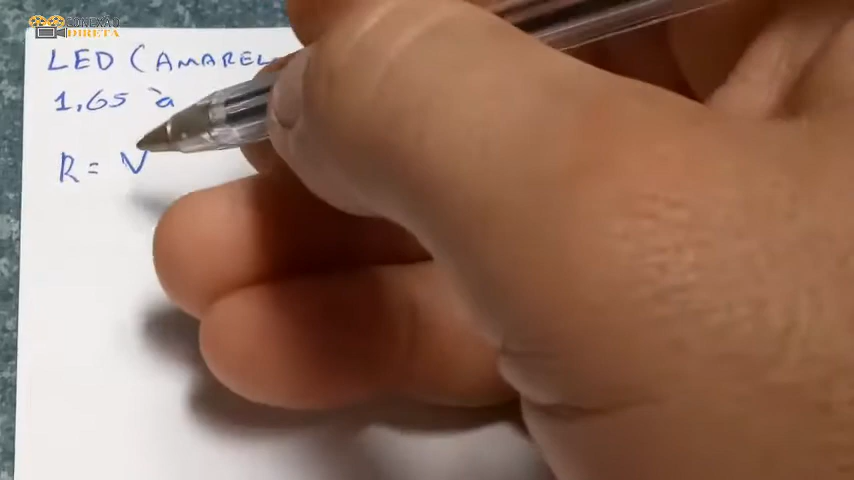 CONEXÃO
DIRETA
LED (AMAREL
1,65 à
R = V